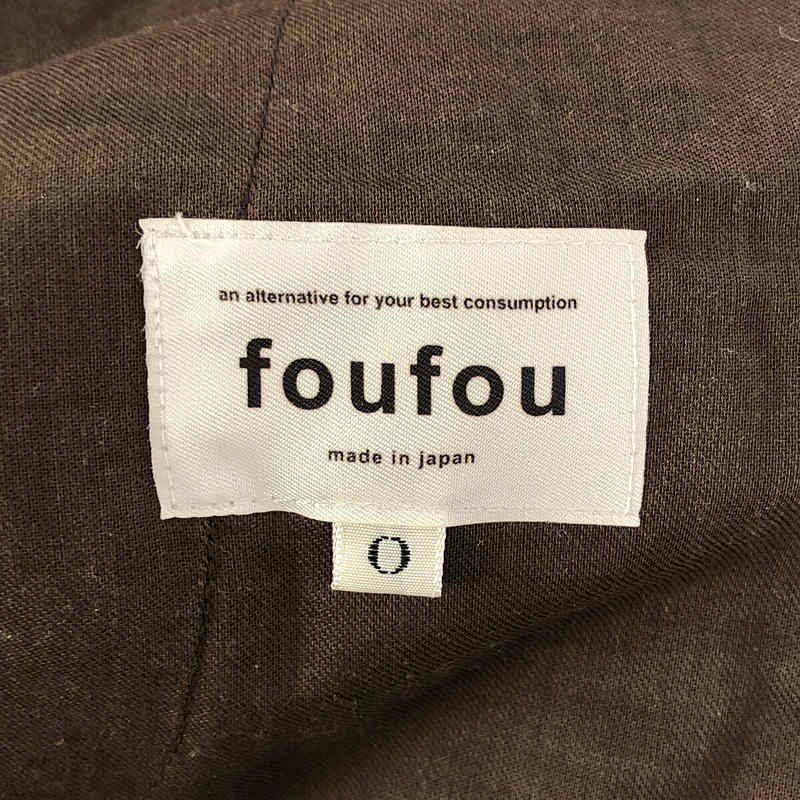 an alternative for your best consumption
foufou
made in japan
0